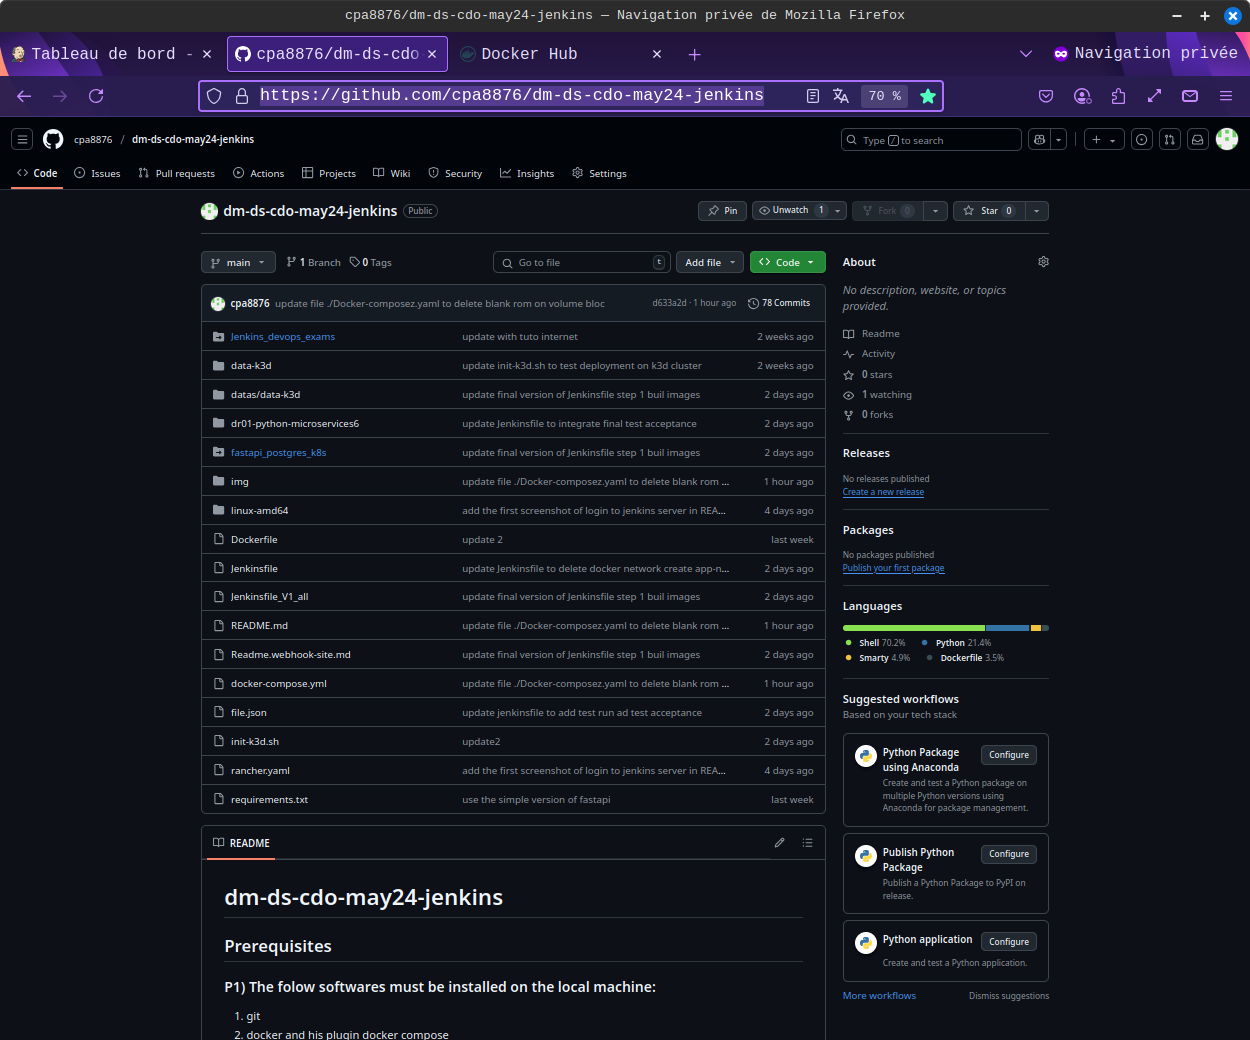 cpa8876/dm-ds-cdo-may24-jenkins — Navigation privée de Mozilla Firefox
Tableau de bord -
cpa8876/dm-ds-cdo
Docker Hub
Navigation privée
https://github.com/cpa8876/dm-ds-cdo-may24-jenkins
70 %
cpa8876 / dm-ds-cdo-may24-jenkins
Type / to search
Code Issues Pull requests Actions Projects Wiki Security Insights Settings
dm-ds-cdo-may24-jenkins Public
Pin Unwatch 1 Fork 0 Star 0
main 1 Branch 0 Tags Go to file t Add file Code
cpa8876 update file ./Docker-composez.yaml to delete blank rom on volume bloc d633a2d · 1 hour ago 78 Commits
Jenkins_devops_exams update with tuto internet 2 weeks ago
data-k3d update init-k3d.sh to test deployment on k3d cluster 2 weeks ago
datas/data-k3d update final version of Jenkinsfile step 1 buil images 2 days ago
dr01-python-microservices6 update Jenkinsfile to integrate final test acceptance 2 days ago
fastapi_postgres_k8s update final version of Jenkinsfile step 1 buil images 2 days ago
img update file ./Docker-composez.yaml to delete blank rom ... 1 hour ago
linux-amd64 add the first screenshot of login to jenkins server in REA... 4 days ago
Dockerfile update 2 last week
Jenkinsfile update Jenkinsfile to delete docker network create app-n... 2 days ago
Jenkinsfile_V1_all update final version of Jenkinsfile step 1 buil images 2 days ago
README.md update file ./Docker-composez.yaml to delete blank rom ... 1 hour ago
Readme.webhook-site.md update final version of Jenkinsfile step 1 buil images 2 days ago
docker-compose.yml update file ./Docker-composez.yaml to delete blank rom ... 1 hour ago
file.json update jenkinsfile to add test run ad test acceptance 2 days ago
init-k3d.sh update2 2 days ago
rancher.yaml add the first screenshot of login to jenkins server in REA... 4 days ago
requirements.txt use the simple version of fastapi last week
README
dm-ds-cdo-may24-jenkins
Prerequisites
P1) The folow softwares must be installed on the local machine:
1. git
2. docker and his plugin docker compose
About
No description, website, or topics
provided.
Readme
Activity
0 stars
1 watching
0 forks
Releases
No releases published
Create a new release
Packages
No packages published
Publish your first package
Languages
Shell 70.2% Python 21.4%
Smarty 4.9% Dockerfile 3.5%
Suggested workflows
Based on your tech stack
Python Package
using Anaconda
Configure
Create and test a Python package on
multiple Python versions using
Anaconda for package management.
Publish Python
Package
Configure
Publish a Python Package to PyPI on
release.
Python application
Configure
Create and test a Python application.
More workflows Dismiss suggestions